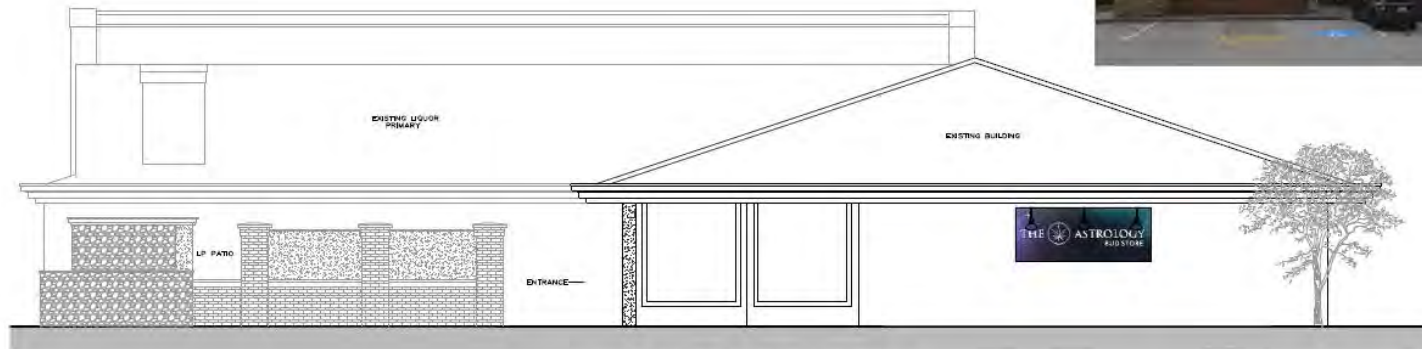 EXISTING LIQUOR
PRIMARY
EXISTING BUILDING
THE ASTROLOGY
BUD STORE
LP PATIO
ENTRANCE